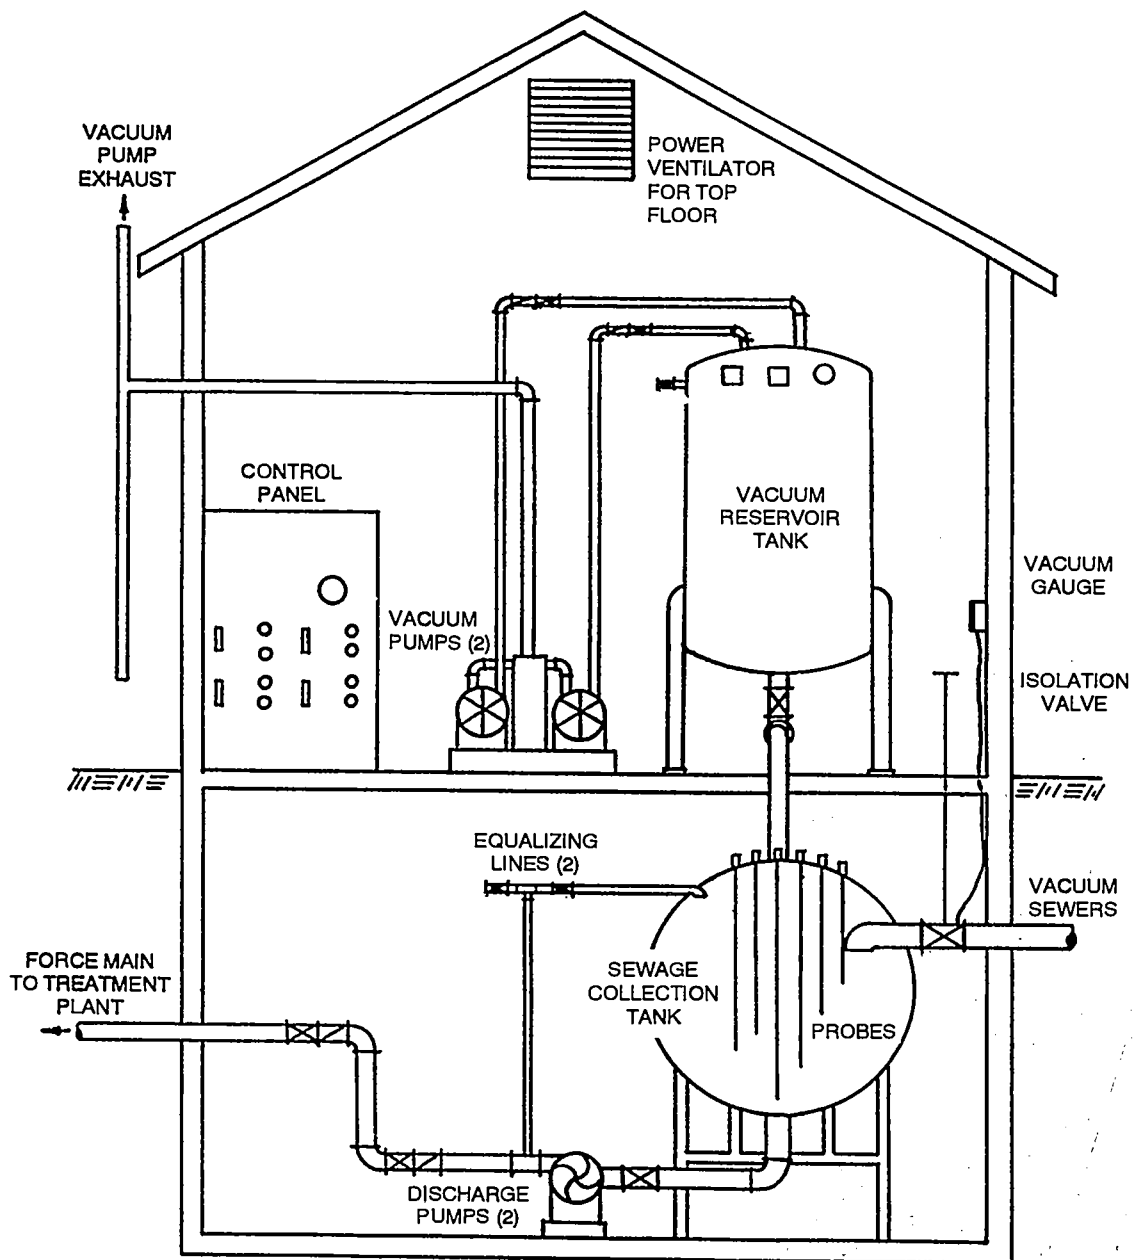 VACUUM
PUMP
EXHAUST
POWER
VENTILATOR
FOR TOP
FLOOR
CONTROL
PANEL
VACUUM
RESERVOIR
TANK
VACUUM
GAUGE
VACUUM
PUMPS (2)
ISOLATION
VALVE
EQUALIZING
LINES (2)
VACUUM
SEWERS
FORCE MAIN
TO TREATMENT
PLANT
SEWAGE
COLLECTION
TANK
PROBES
DISCHARGE
PUMPS (2)